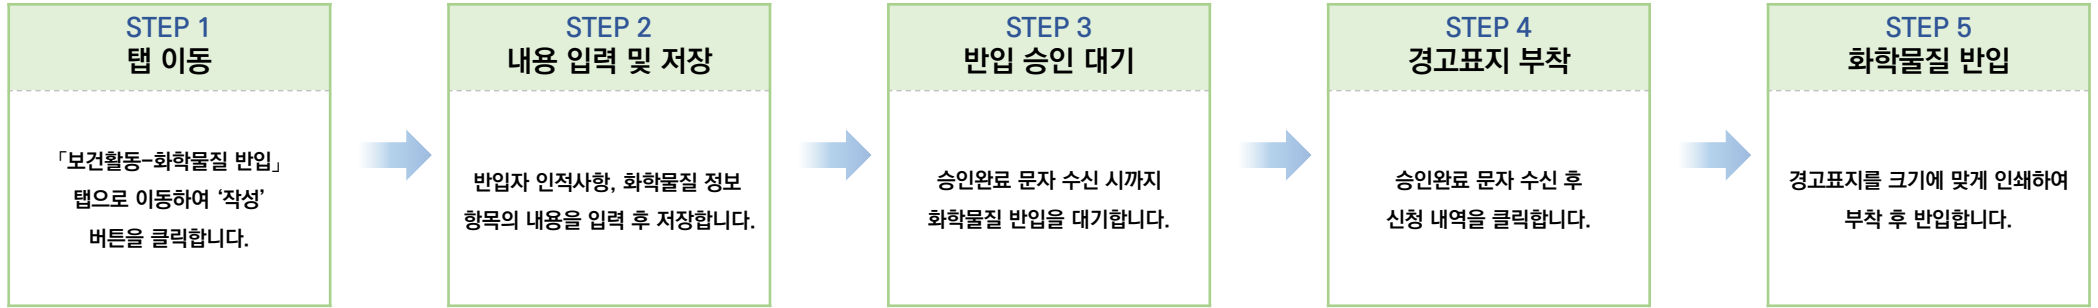 STEP 1
탭 이동
「보건활동-화학물질 반입」
탭으로 이동하여 ‘작성’
버튼을 클릭합니다.
STEP 2
내용 입력 및 저장
반입자 인적사항, 화학물질 정보
항목의 내용을 입력 후 저장합니다.
STEP 3
반입 승인 대기
승인완료 문자 수신 시까지
화학물질 반입을 대기합니다.
STEP 4
경고표지 부착
승인완료 문자 수신 후
신청 내역을 클릭합니다.
STEP 5
화학물질 반입
경고표지를 크기에 맞게 인쇄하여
부착 후 반입합니다.